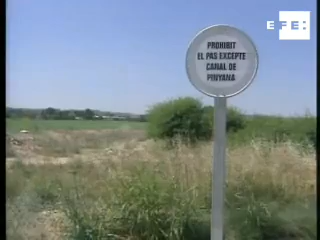 EFE:
PROHIBIT
EL PAS EXCEPTE
CANAL DE
PINYANA